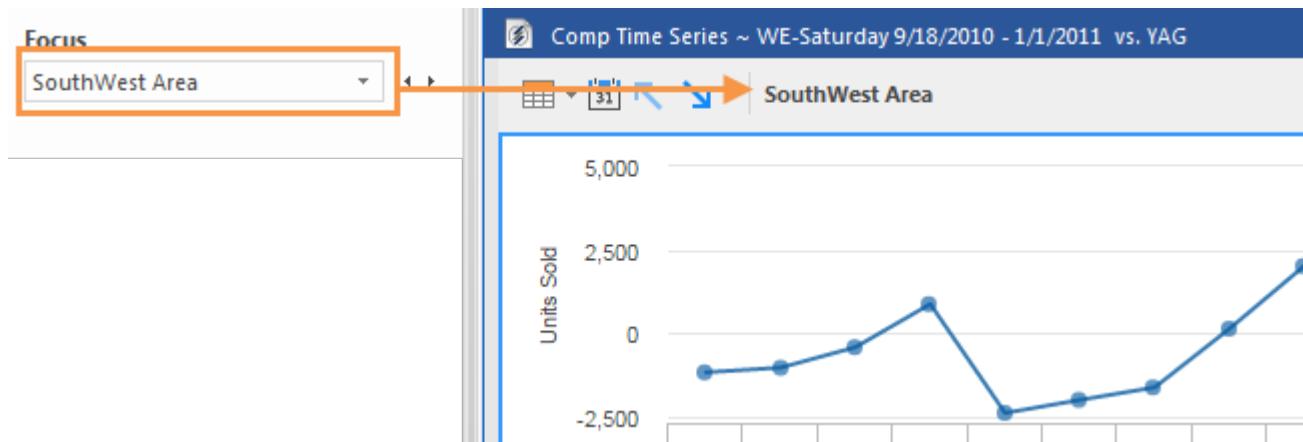 Focus
SouthWest Area
Comp Time Series ~ WE-Saturday 9/18/2010 - 1/1/2011 vs. YAG
31
SouthWest Area
5,000
2,500
0
-2,500
Units Sold